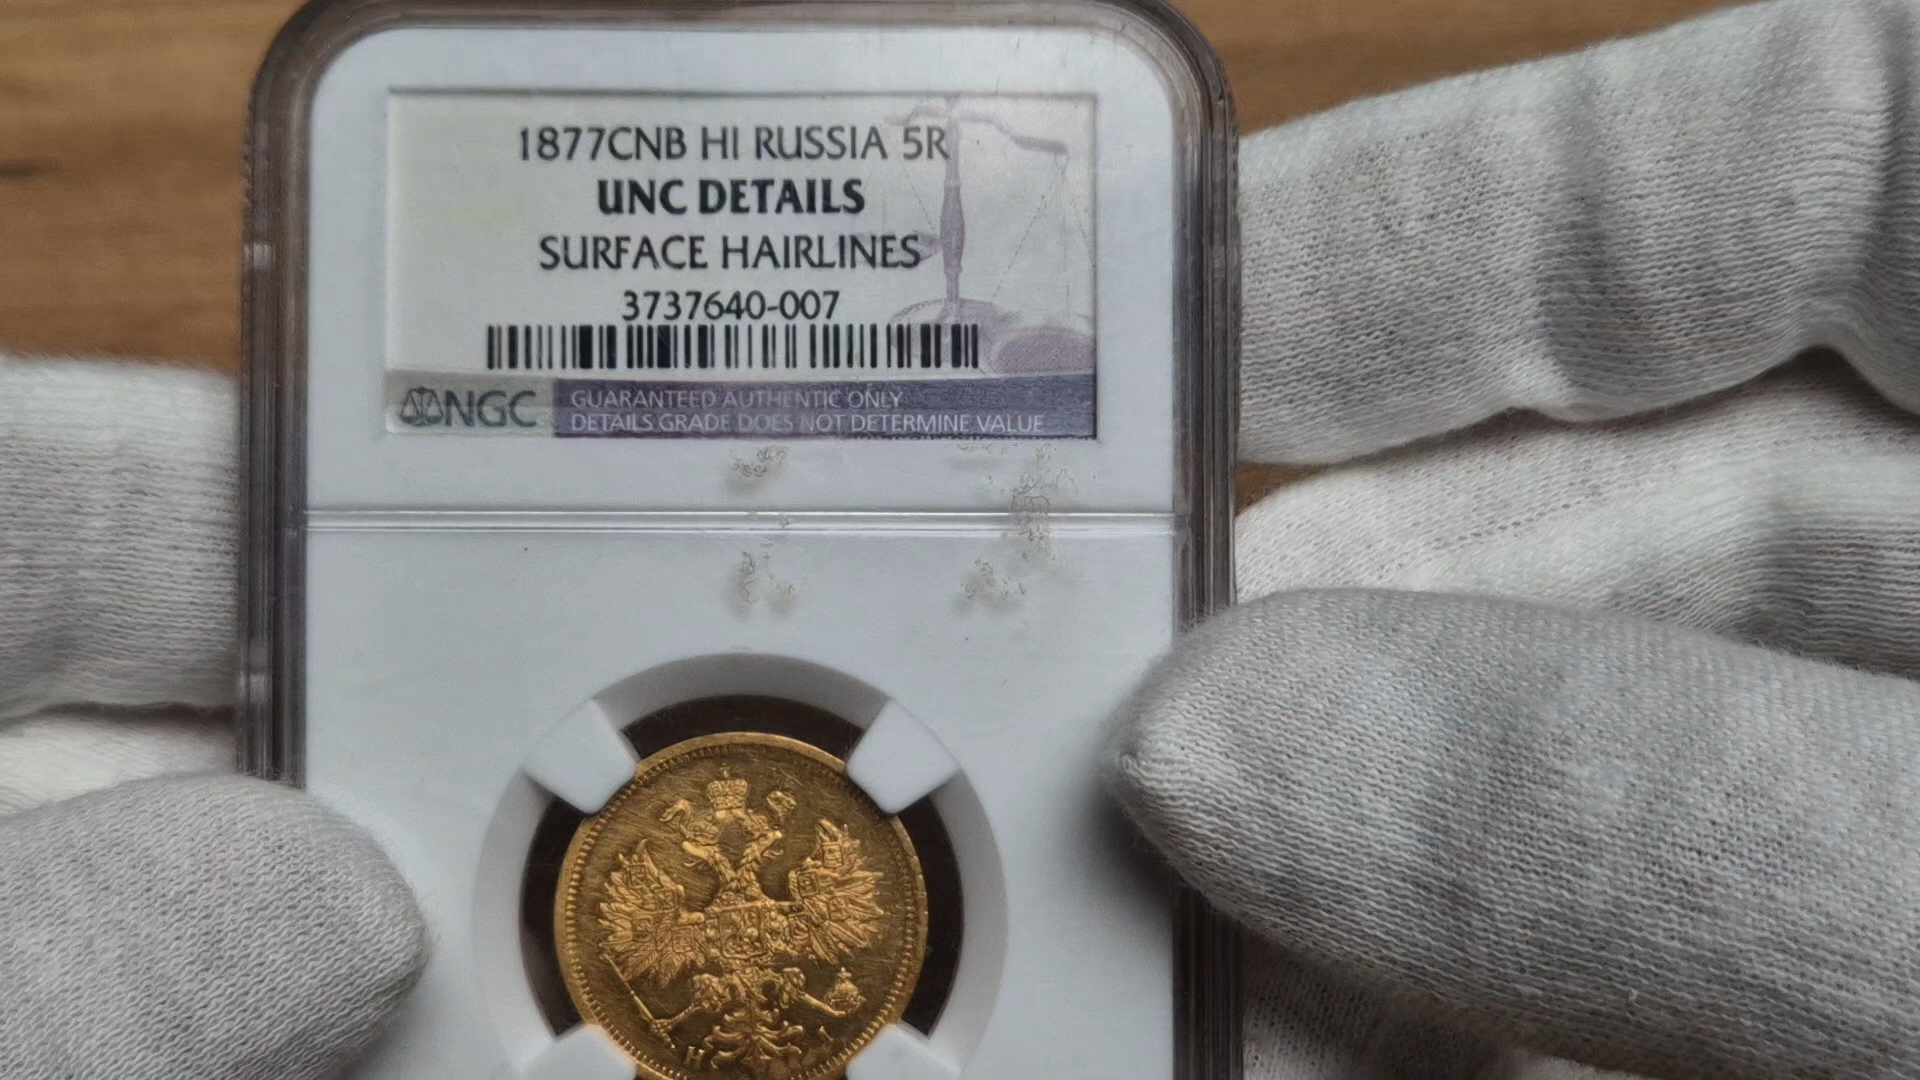 1877CNB HI RUSSIA 5R
UNC DETAILS
SURFACE HAIRLINES
3737640-007
NGC
GUARANTEED AUTHENTIC ONLY
DETAILS GRADE DOES NOT DETERMINE VALUE
Н І